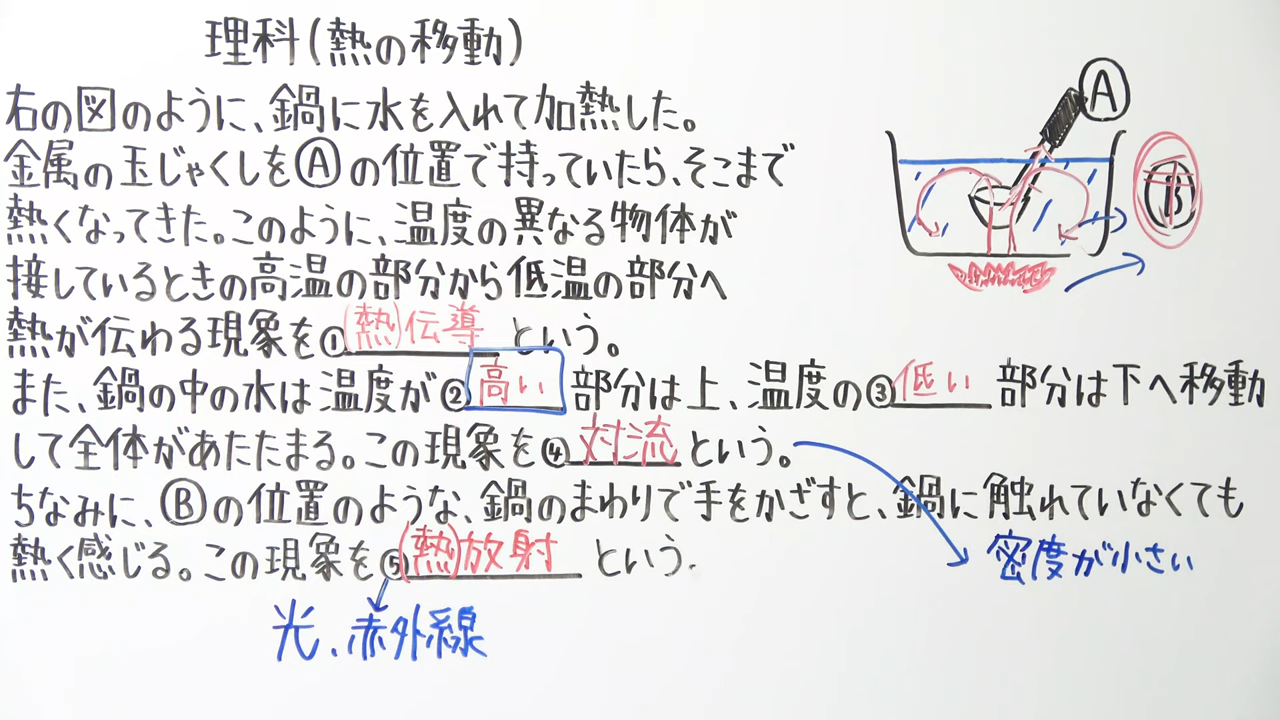 理科(熱の移動)
右の図のように、鍋に水を入れて加熱した。
金属の玉じゃくしをⒶの位置で持っていたら、そこまで
熱くなってきた。このように、温度の異なる物体が
接しているときの高温の部分から低温の部分へ
熱が伝わる現象を①(熱)伝導という。
また、鍋の中の水は温度が②高い部分は上、温度の③低い部分は下へ移動
して全体があたたまる。この現象を④対流という。
ちなみに、Ⓑの位置のような、鍋のまわりで手をかざすと、鍋に触れていなくても
熱く感じる。この現象を⑤(熱)放射という.
密度が小さい
光、赤外線
Ⓐ
Ⓑ